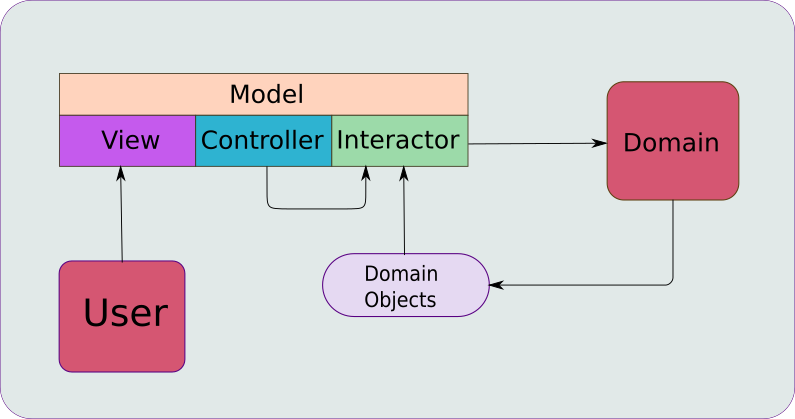 Model
View
Controller
Interactor
Domain
User
Domain
Objects